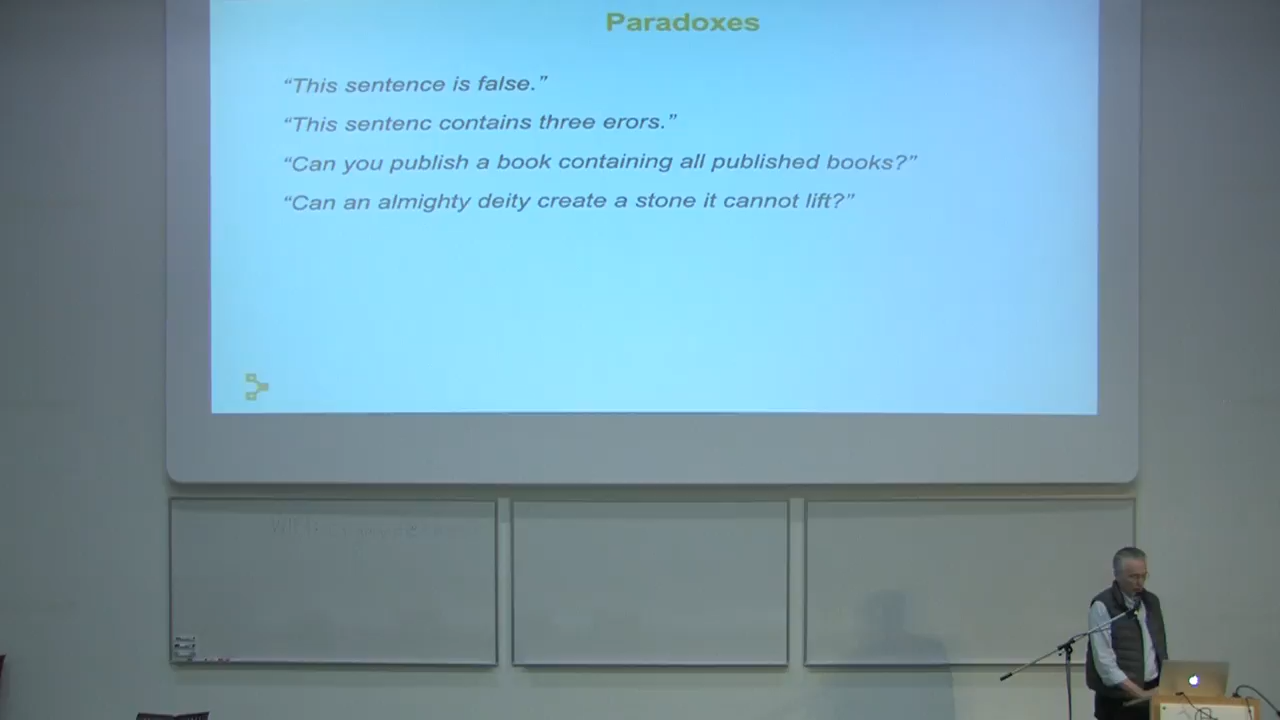 Paradoxes
“This sentence is false.”
“This sentenc contains three erors.”
“Can you publish a book containing all published books?”
“Can an almighty deity create a stone it cannot lift?”